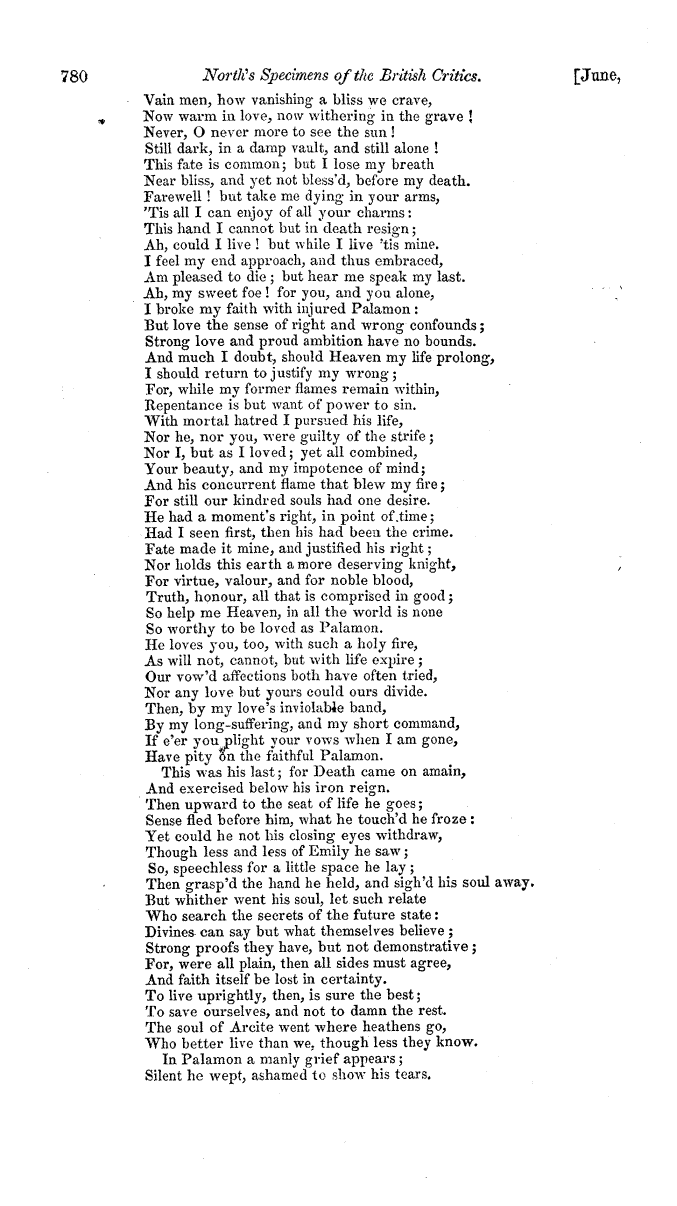 780 North's Specimens of the British Critics. [June,
Vain men, how vanishing a bliss we crave,
Now warm in love, now withering in the grave !
Never, O never more to see the sun !
Still dark, in a damp vault, and still alone !
This fate is common; but I lose my breath
Near bliss, and yet not bless'd, before my death.
Farewell ! but take me dying in your arms,
'Tis all I can enjoy of all your charms:
This hand I cannot but in death resign;
Ah, could I live ! but while I live 'tis mine.
I feel my end approach, and thus embraced,
Am pleased to die ; but hear me speak my last.
Ah, my sweet foe ! for you, and you alone,
I broke my faith with injured Palamon :
But love the sense of right and wrong confounds;
Strong love and proud ambition have no bounds.
And much I doubt, should Heaven my life prolong,
I should return to justify my wrong ;
For, while my former flames remain within,
Repentance is but want of power to sin.
With mortal hatred I pursued his life,
Nor he, nor you, were guilty of the strife ;
Nor I, but as I loved ; yet all combined,
Your beauty, and my impotence of mind;
And his concurrent flame that blew my fire;
For still our kindred souls had one desire.
He had a moment's right, in point of time;
Had I seen first, then his had been the crime.
Fate made it mine, and justified his right ;
Nor holds this earth a more deserving knight,
For virtue, valour, and for noble blood,
Truth, honour, all that is comprised in good;
So help me Heaven, in all the world is none
So worthy to be loved as Palamon.
He loves you, too, with such a holy fire,
As will not, cannot, but with life expire ;
Our vow'd affections both have often tried,
Nor any love but yours could ours divide.
Then, by my love's inviolable band,
By my long-suffering, and my short command,
If e'er you plight your vows when I am gone,
Have pity on the faithful Palamon.
This was his last; for Death came on amain,
And exercised below his iron reign.
Then upward to the seat of life he goes;
Sense fled before him, what he touch'd he froze :
Yet could he not his closing eyes withdraw,
Though less and less of Emily he saw ;
So, speechless for a little space he lay ;
Then grasp'd the hand he held, and sigh'd his soul away.
But whither went his soul, let such relate
Who search the secrets of the future state:
Divines can say but what themselves believe ;
Strong proofs they have, but not demonstrative ;
For, were all plain, then all sides must agree,
And faith itself be lost in certainty.
To live uprightly, then, is sure the best;
To save ourselves, and not to damn the rest.
The soul of Arcite went where heathens go,
Who better live than we, though less they know.
In Palamon a manly grief appears ;
Silent he wept, ashamed to show his tears.